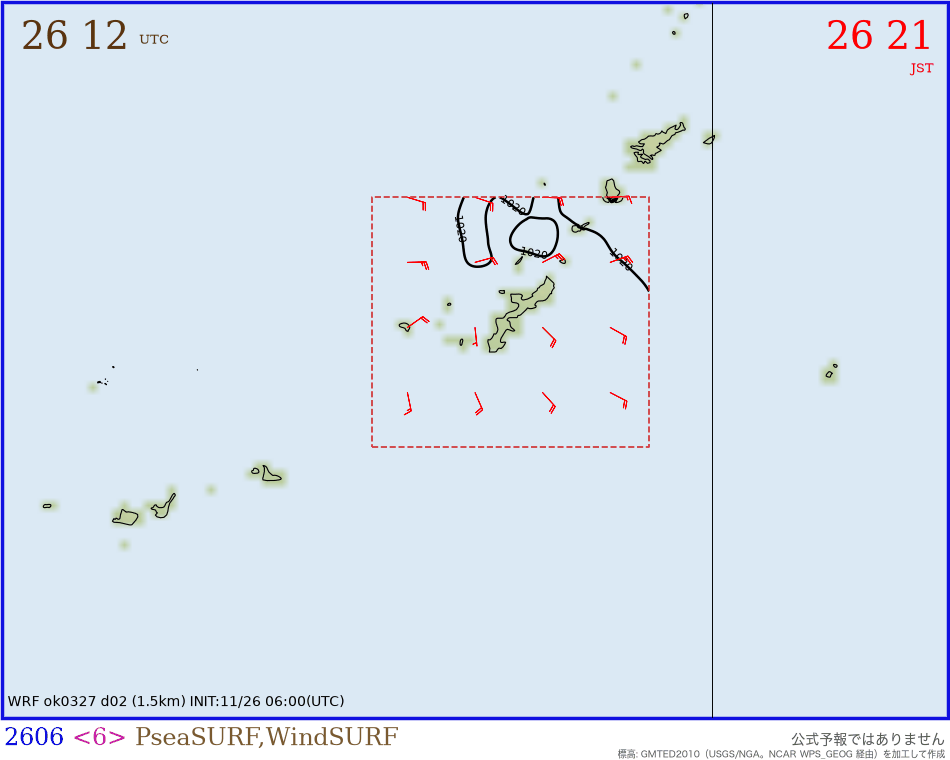 26 12 UTC
26 21
JST
1020
1020
1020
1020
WRF ok0327 d02 (1.5km) INIT:11/26 06:00(UTC)
2606 <6> PseaSURF,WindSURF
公式予報ではありません
標高: GMTED2010（USGS/NGA。NCAR WPS_GEOG 経由）を加工して作成